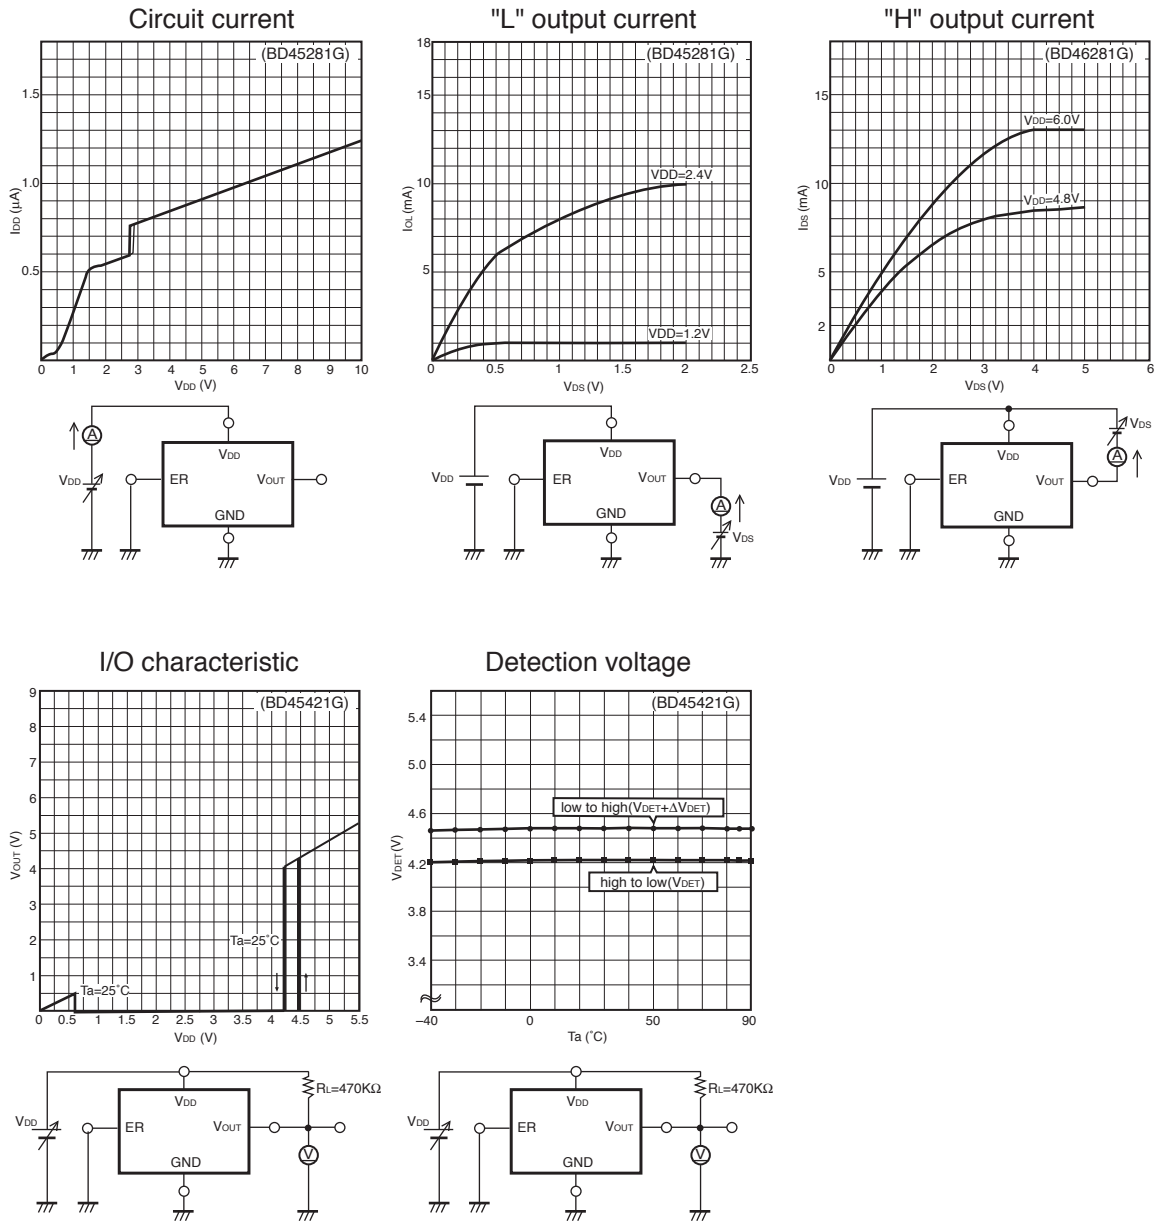 Circuit current
(BD45281G)
1.5
1.0
0.5
IDD (µA)
0 1 2 3 4 5 6 7 8 9 10
VDD (V)
A
VDD
VDD
ER
VOUT
GND
"L" output current
(BD45281G)
18
15
10
5
IOL (mA)
VDD=2.4V
VDD=1.2V
0 0.5 1 1.5 2 2.5
VDS (V)
VDD
VDD
ER
VOUT
GND
A
VDS
"H" output current
(BD46281G)
15
10
5
2
IDS (mA)
VDD=6.0V
VDD=4.8V
0 1 2 3 4 5 6
VDS (V)
VDD
VDD
ER
VOUT
GND
VDS
A
I/O characteristic
(BD45421G)
9
8
7
6
5
4
3
2
1
VOUT (V)
Ta=25°C
Ta=25°C
0 0.5 1 1.5 2 2.5 3 3.5 4 4.5 5 5.5
VDD (V)
VDD
VDD
ER
VOUT
GND
RL=470KΩ
V
Detection voltage
(BD45421G)
5.4
5.0
4.6
4.2
3.8
3.4
VDET (V)
low to high(VDET+ΔVDET)
high to low(VDET)
−40 0 50 90
Ta (°C)
VDD
VDD
ER
VOUT
GND
RL=470KΩ
V